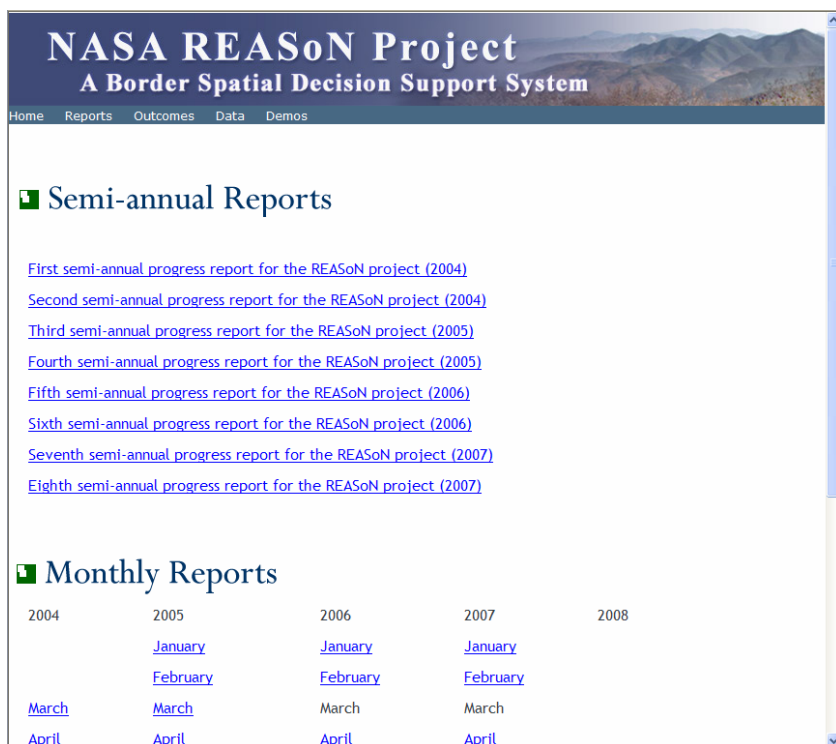 NASA REASoN Project
A Border Spatial Decision Support System
Home Reports Outcomes Data Demos
Semi-annual Reports
First semi-annual progress report for the REASoN project (2004)
Second semi-annual progress report for the REASoN project (2004)
Third semi-annual progress report for the REASoN project (2005)
Fourth semi-annual progress report for the REASoN project (2005)
Fifth semi-annual progress report for the REASoN project (2006)
Sixth semi-annual progress report for the REASoN project (2006)
Seventh semi-annual progress report for the REASoN project (2007)
Eighth semi-annual progress report for the REASoN project (2007)
Monthly Reports
2004 2005 2006 2007 2008
January January January
February February February
March March March March
April April April April